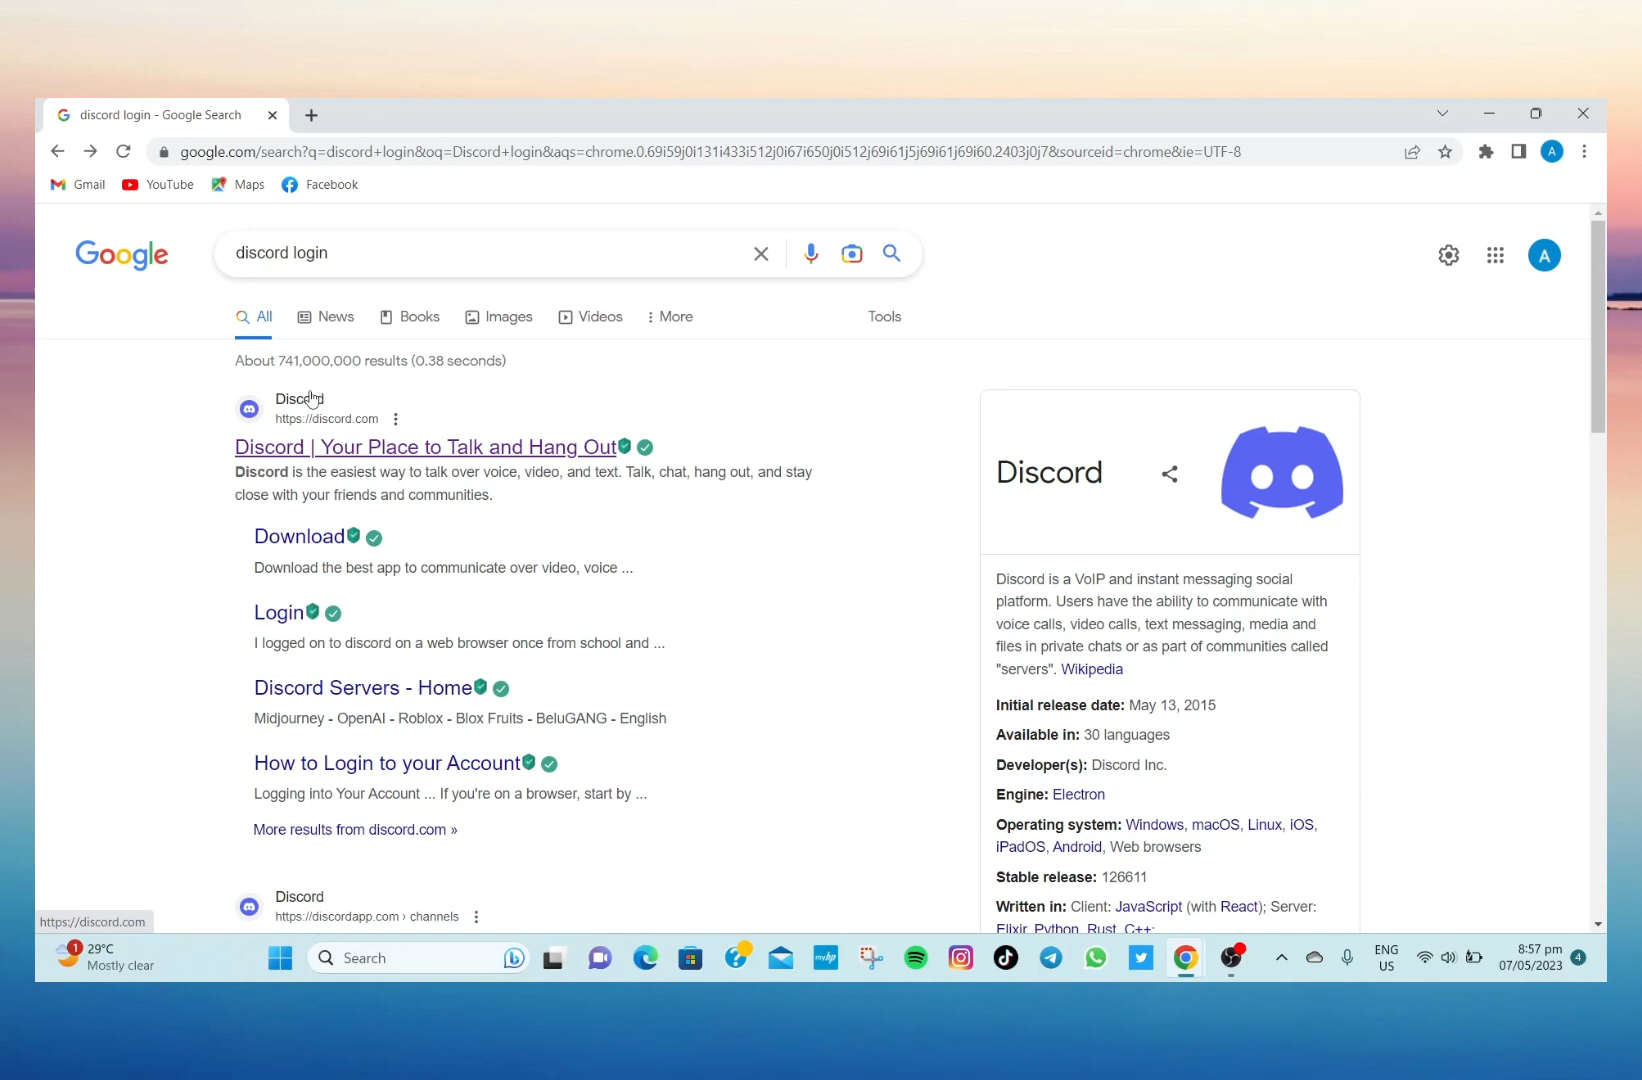 discord login - Google Search
google.com/search?q=discord+login&oq=Discord+login&aqs=chrome.0.69i59j0i131i433i512j0i67i650j0i512j69i61j5j69i61j69i60.2403j0j7&sourceid=chrome&ie=UTF-8
A
Gmail YouTube Maps Facebook
Google
discord login
A
All News Books Images Videos More Tools
About 741,000,000 results (0.38 seconds)
Discord
https://discord.com
Discord | Your Place to Talk and Hang Out
Discord is the easiest way to talk over voice, video, and text. Talk, chat, hang out, and stay
close with your friends and communities.
Download
Download the best app to communicate over video, voice ...
Login
I logged on to discord on a web browser once from school and ...
Discord Servers - Home
Midjourney - OpenAI - Roblox - Blox Fruits - BeluGANG - English
How to Login to your Account
Logging into Your Account ... If you're on a browser, start by ...
More results from discord.com »
Discord
https://discordapp.com › channels
Discord
Discord is a VoIP and instant messaging social
platform. Users have the ability to communicate with
voice calls, video calls, text messaging, media and
files in private chats or as part of communities called
"servers". Wikipedia
Initial release date: May 13, 2015
Available in: 30 languages
Developer(s): Discord Inc.
Engine: Electron
Operating system: Windows, macOS, Linux, iOS,
iPadOS, Android, Web browsers
Stable release: 126611
Written in: Client: JavaScript (with React); Server:
Elixir, Python, Rust, C++;
https://discord.com
1
29°C
Mostly clear
Search
myhp
ENG
US
8:57 pm
07/05/2023
4